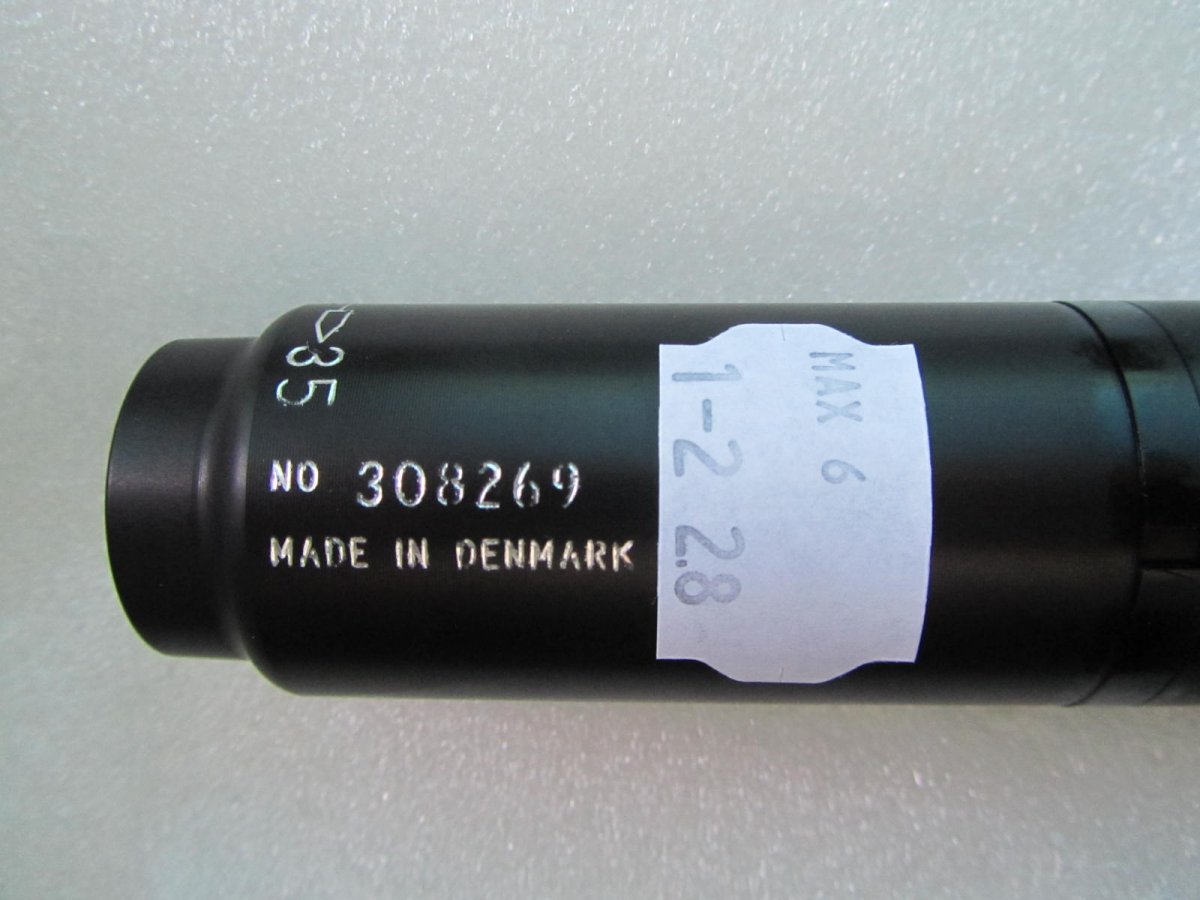 35
NO 308269
MADE IN DENMARK
MAX 6
1-2 2.8